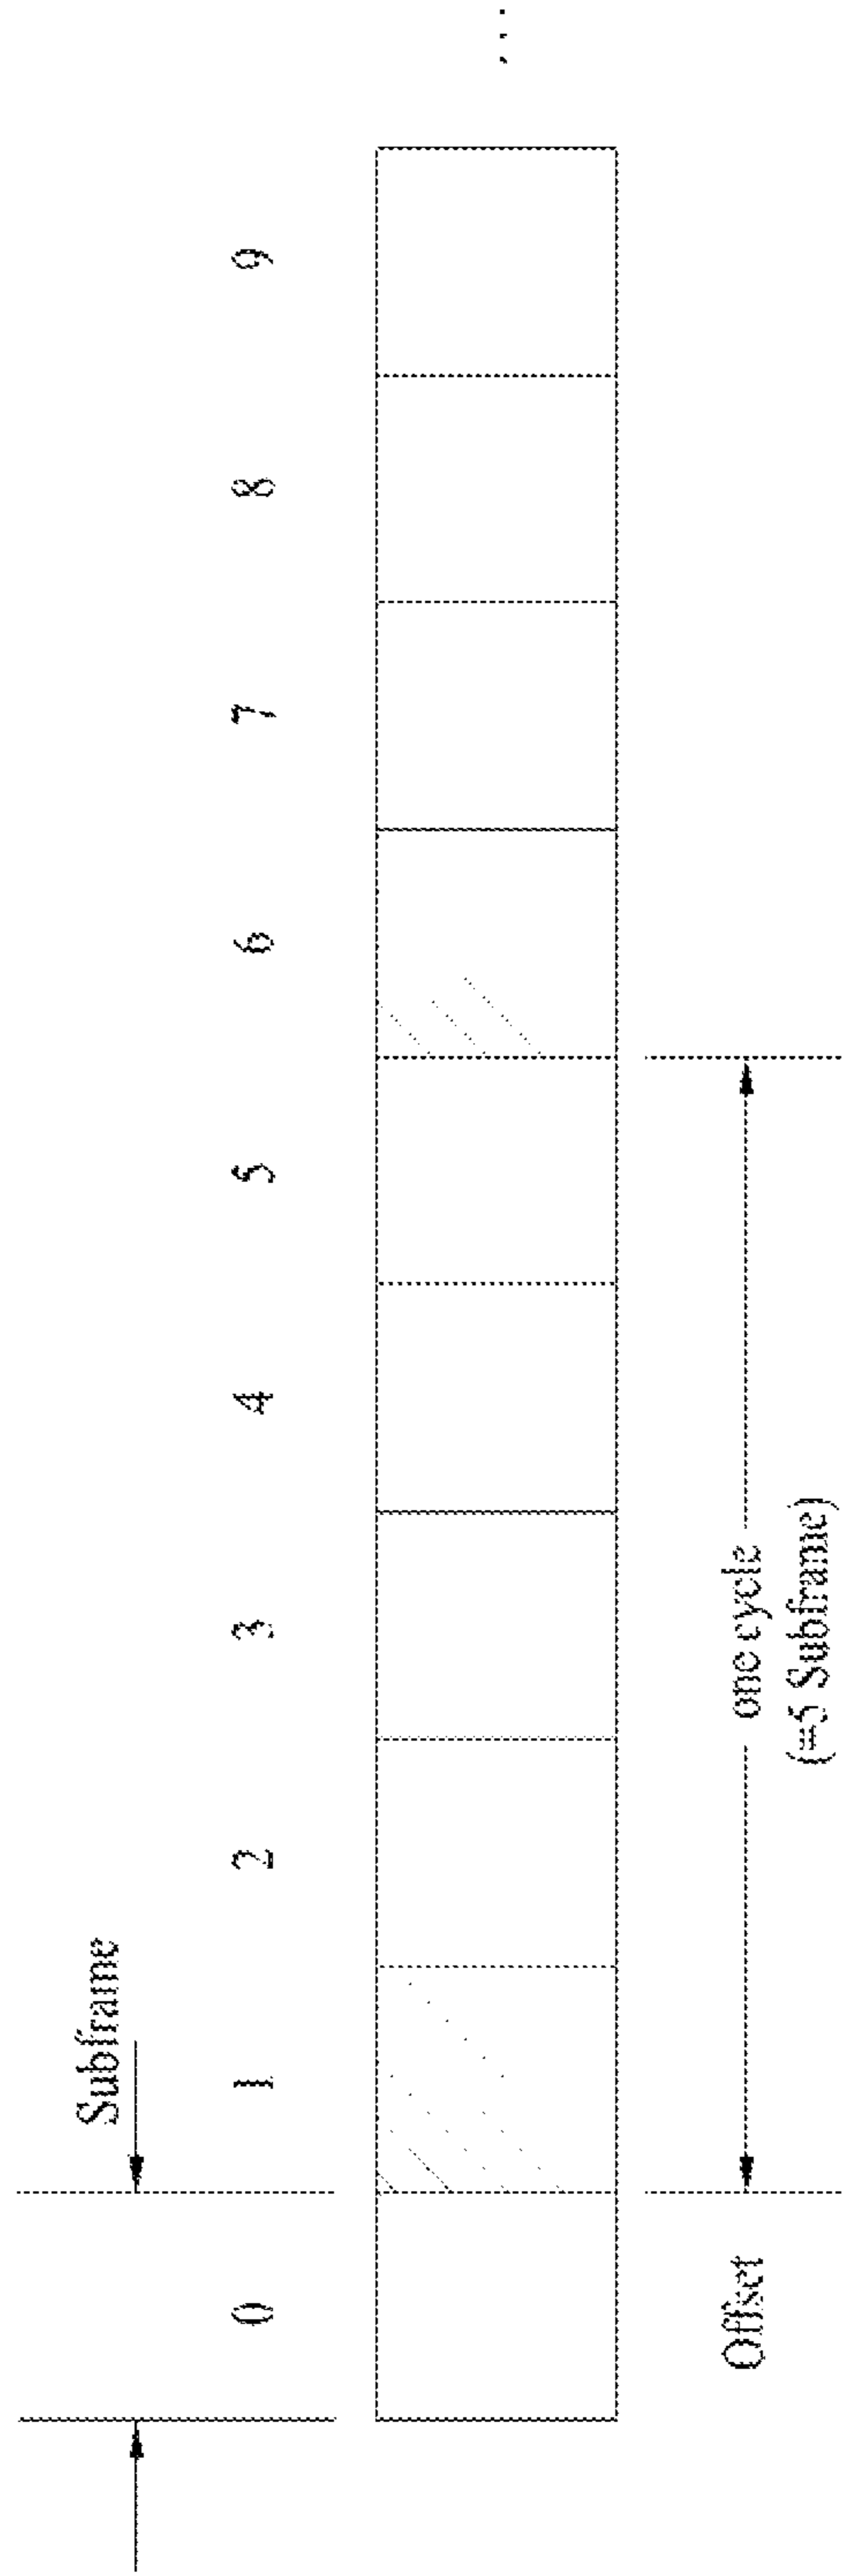 Subframe
0 1 2 3 4 5 6 7 8 9
...
Offset
one cycle
(=5 Subframe)